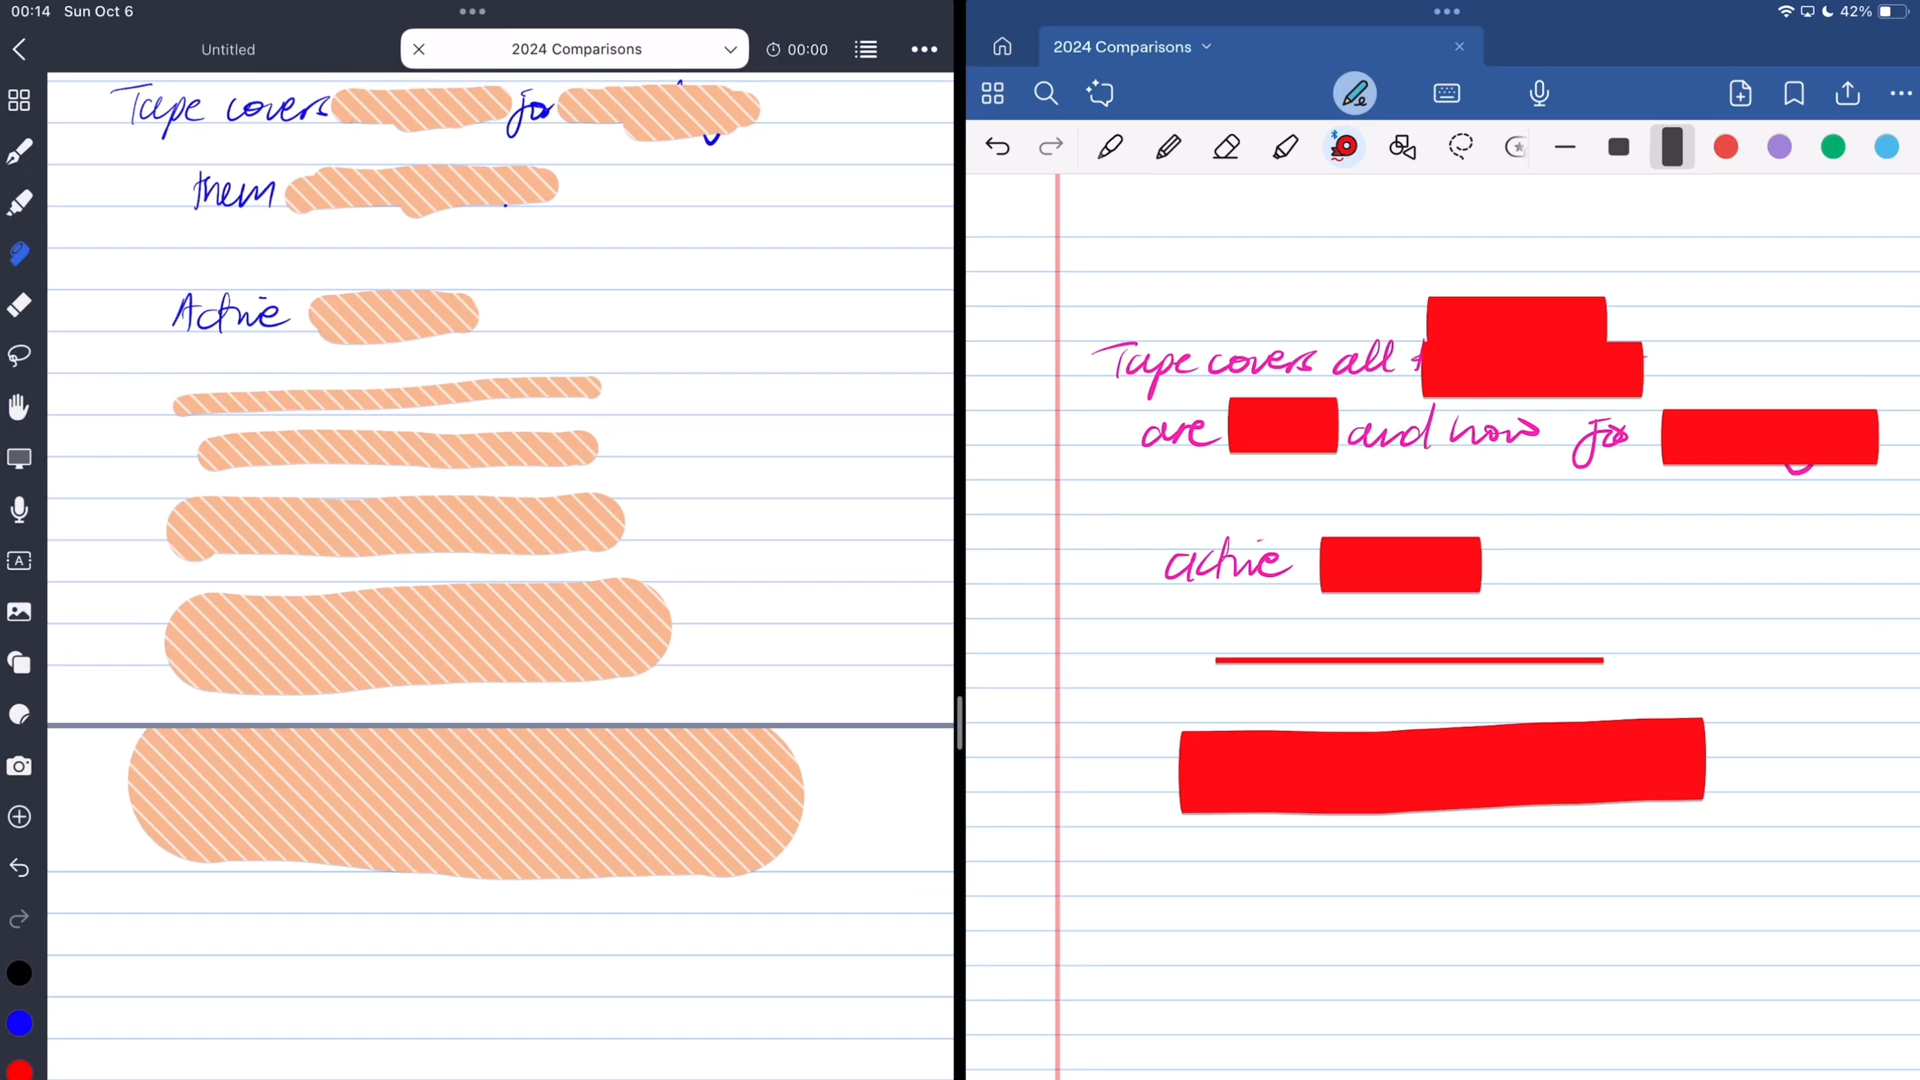 00:14 Sun Oct 6
42%
Untitled
2024 Comparisons
00:00
2024 Comparisons
Tape covers for
them
Active
A
Tape covers all
are and how for
active